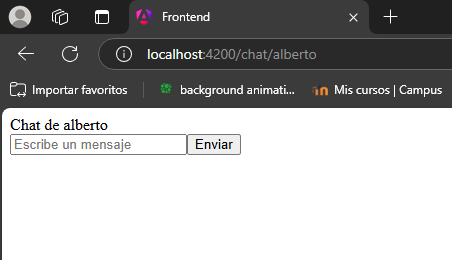 Frontend
localhost:4200/chat/alberto
Importar favoritos
background animati...
Mis cursos | Campus
Chat de alberto
Escribe un mensaje
Enviar